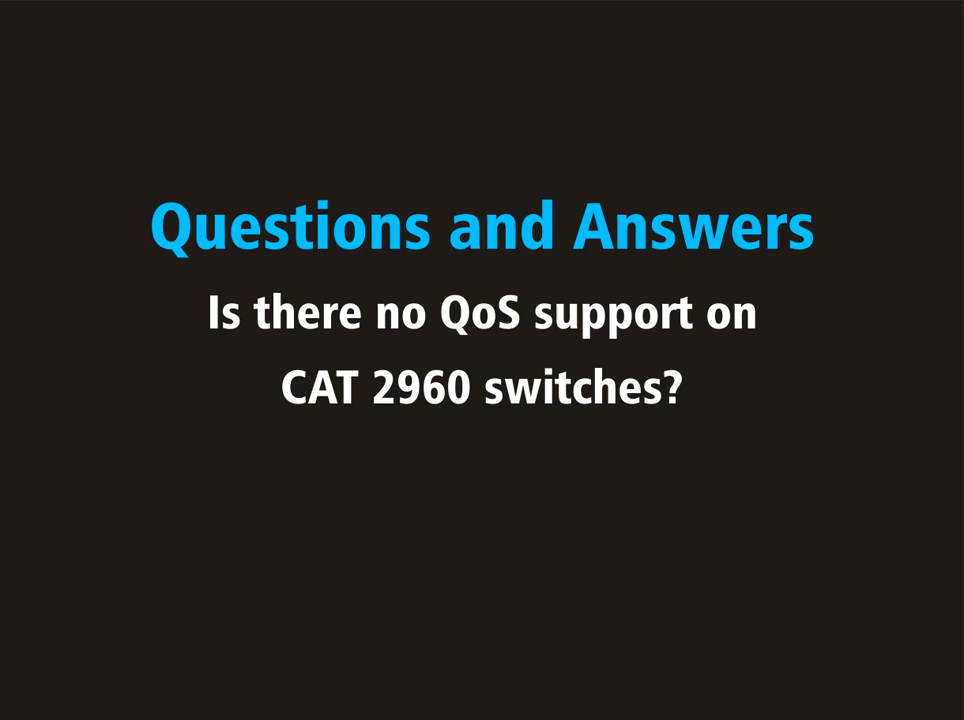 Questions and Answers
Is there no QoS support on
CAT 2960 switches?